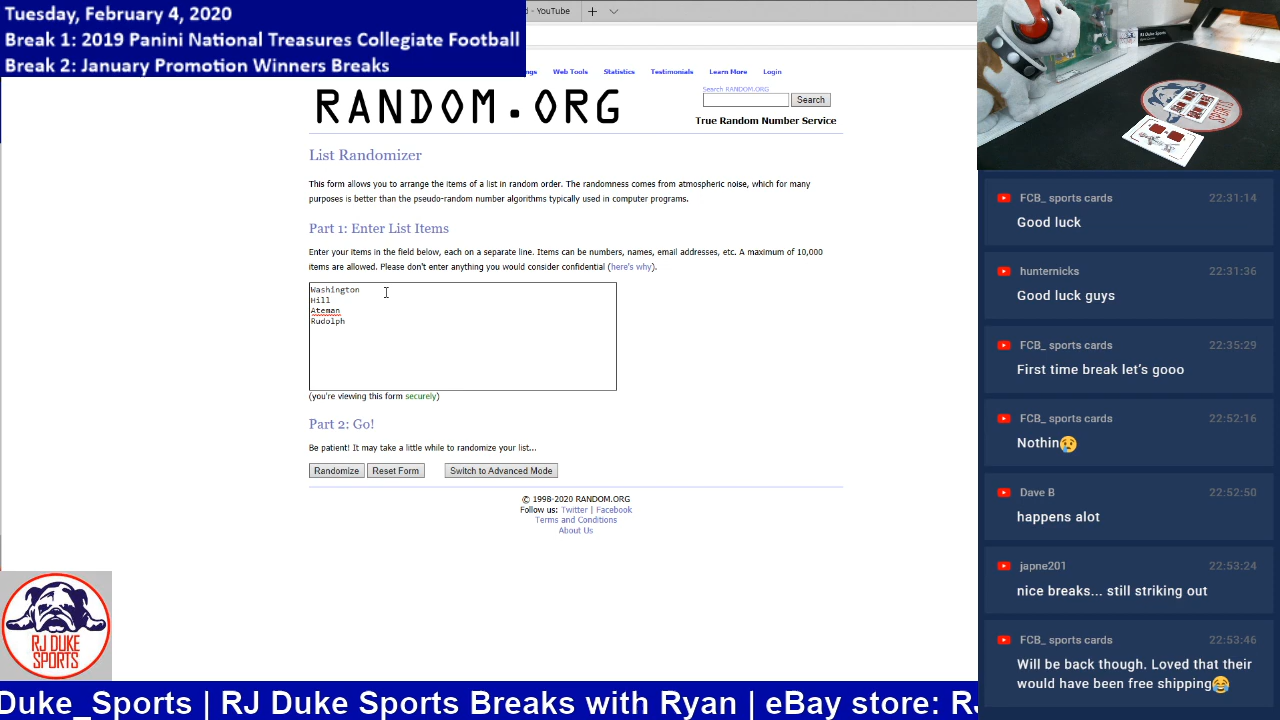 Tuesday, February 4, 2020
Break 1: 2019 Panini National Treasures Collegiate Football
Break 2: January Promotion Winners Breaks
d - YouTube
ngs Web Tools Statistics Testimonials Learn More Login
RANDOM.ORG
Search RANDOM.ORG
Search
True Random Number Service
List Randomizer
This form allows you to arrange the items of a list in random order. The randomness comes from atmospheric noise, which for many
purposes is better than the pseudo-random number algorithms typically used in computer programs.
Part 1: Enter List Items
Enter your items in the field below, each on a separate line. Items can be numbers, names, email addresses, etc. A maximum of 10,000
items are allowed. Please don't enter anything you would consider confidential (here's why).
Washington
Hill
Ateman
Rudolph
(you're viewing this form securely)
Part 2: Go!
Be patient! It may take a little while to randomize your list...
Randomize Reset Form Switch to Advanced Mode
© 1998-2020 RANDOM.ORG
Follow us: Twitter | Facebook
Terms and Conditions
About Us
RJ DUKE
SPORTS
Duke_Sports | RJ Duke Sports Breaks with Ryan | eBay store: RJ
FCB_ sports cards 22:31:14
Good luck
hunternicks 22:31:36
Good luck guys
FCB_ sports cards 22:35:29
First time break let's gooo
FCB_ sports cards 22:52:16
Nothin😢
Dave B 22:52:50
happens alot
japne201 22:53:24
nice breaks... still striking out
FCB_ sports cards 22:53:46
Will be back though. Loved that their
would have been free shipping😂